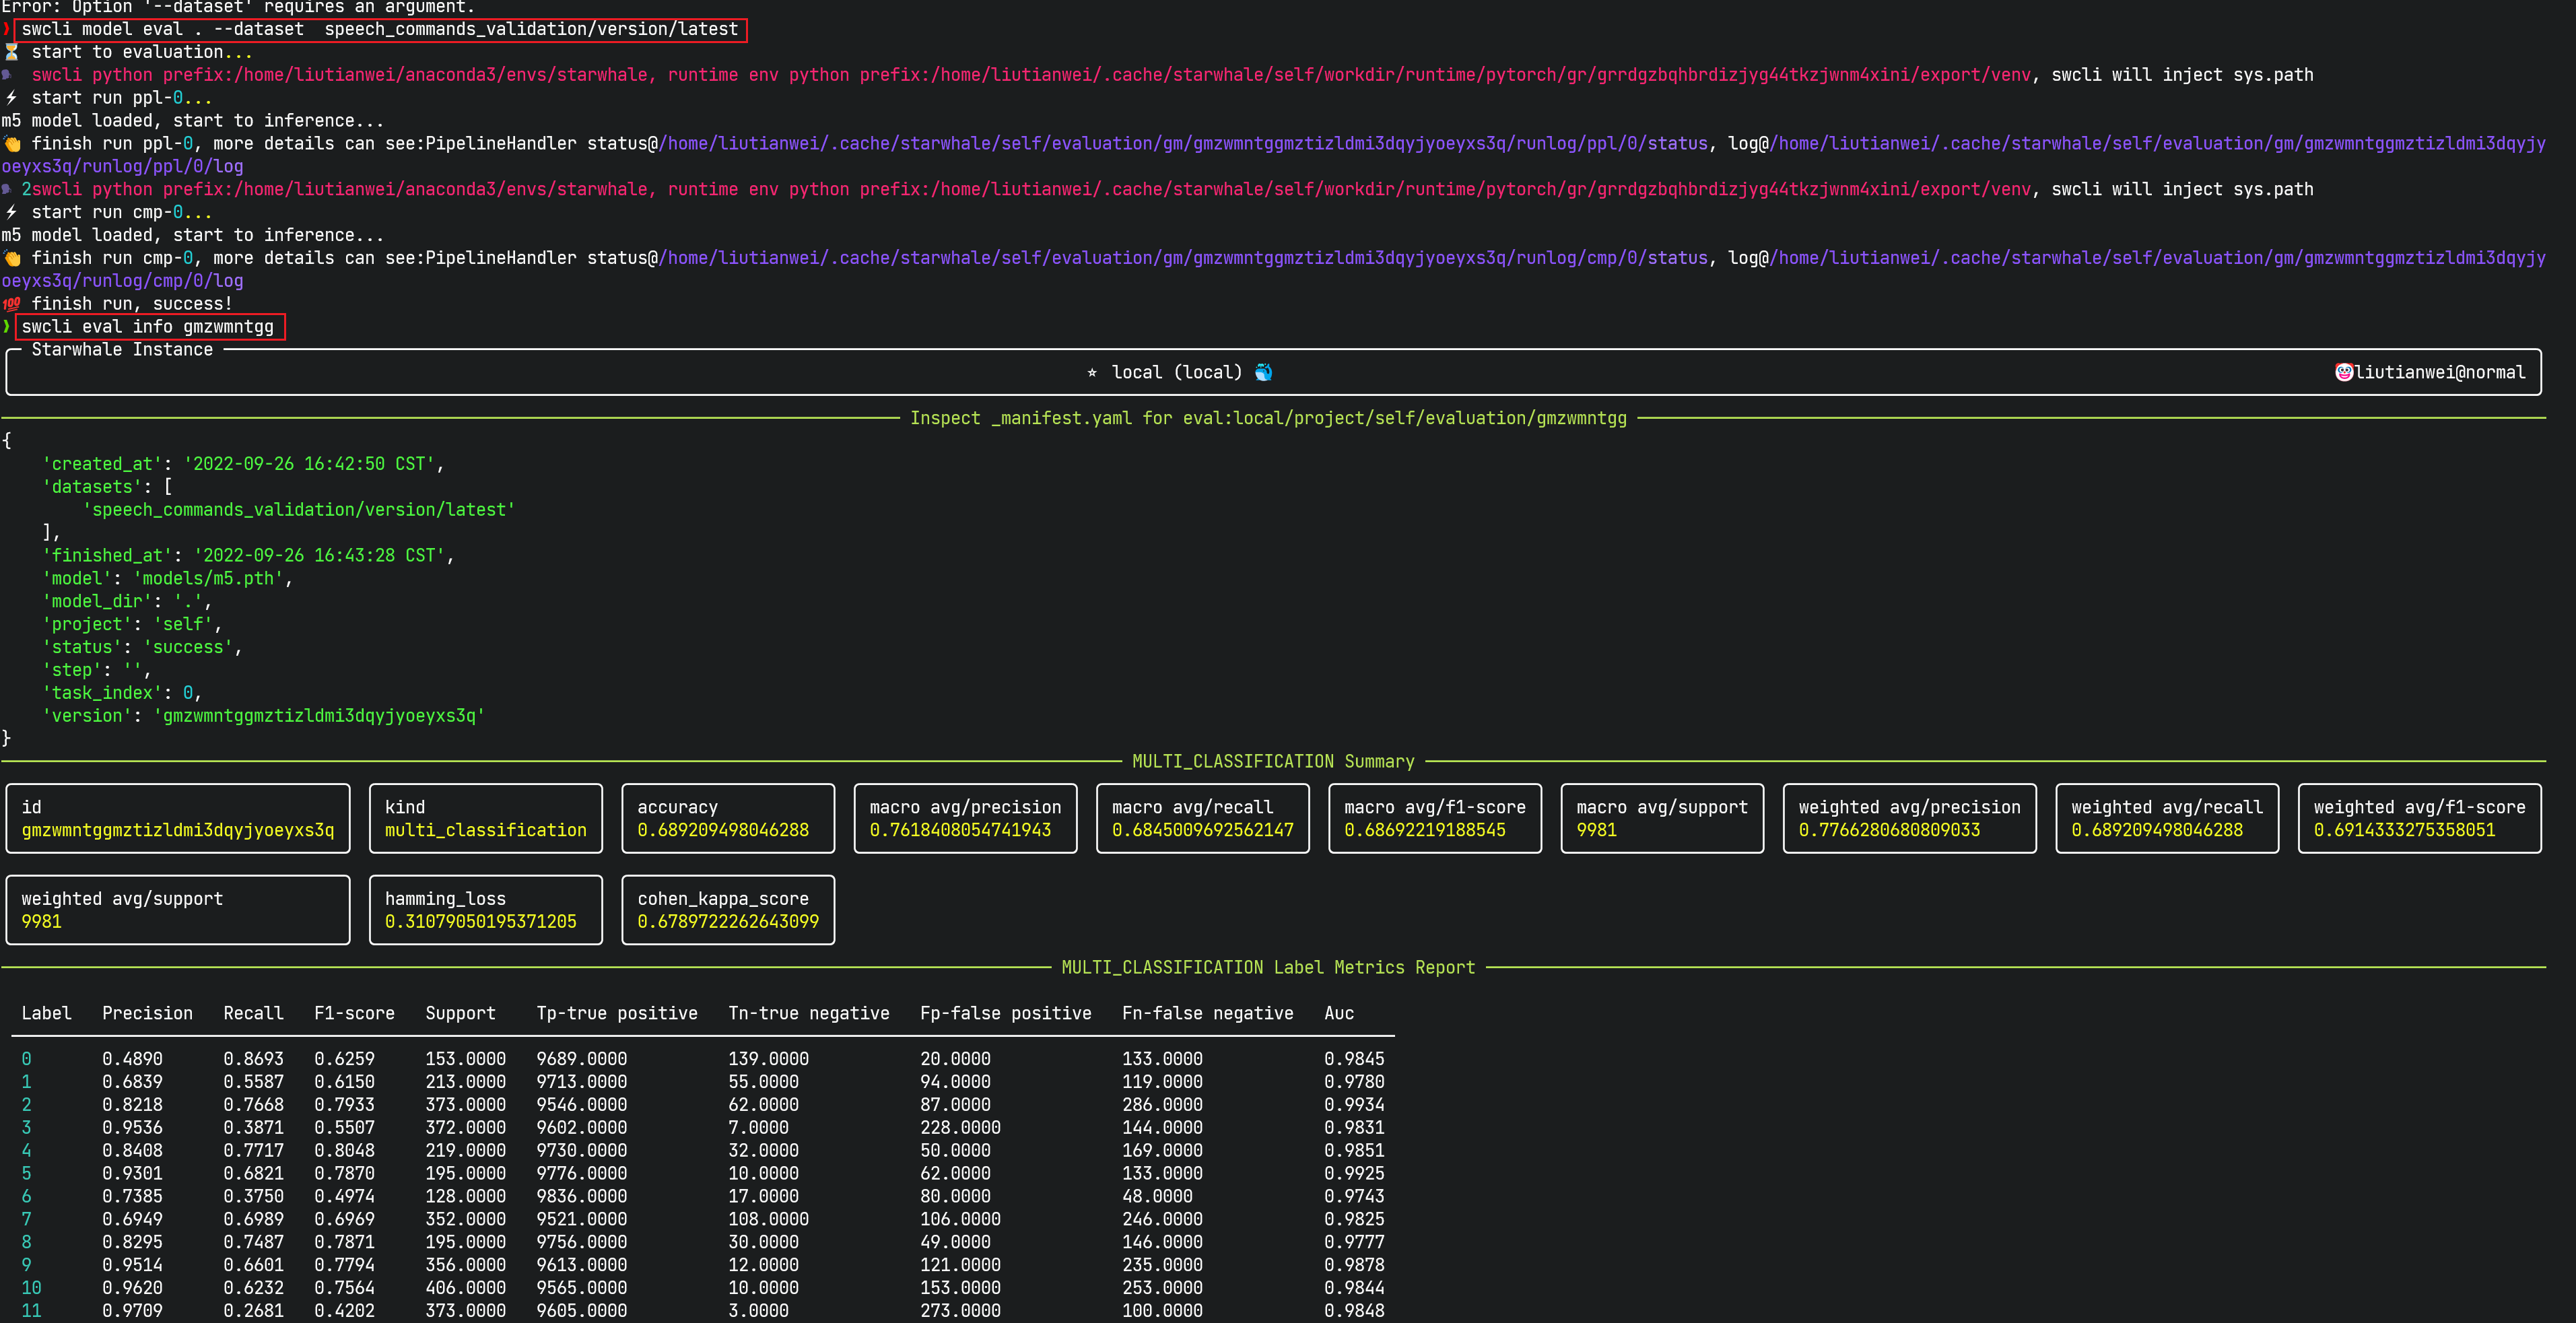 Error: Option '--dataset' requires an argument.
❯ swcli model eval . --dataset  speech_commands_validation/version/latest
⏳ start to evaluation...
🗣 swcli python prefix:/home/liutianwei/anaconda3/envs/starwhale, runtime env python prefix:/home/liutianwei/.cache/starwhale/self/workdir/runtime/pytorch/gr/grrdgzbqhbrdizjyg44tkzjwnm4xini/export/venv, swcli will inject sys.path
⚡ start run ppl-0...
m5 model loaded, start to inference...
👏 finish run ppl-0, more details can see:PipelineHandler status@/home/liutianwei/.cache/starwhale/self/evaluation/gm/gmzwmntggmztizldmi3dqyjyoeyxs3q/runlog/ppl/0/status, log@/home/liutianwei/.cache/starwhale/self/evaluation/gm/gmzwmntggmztizldmi3dqyjy
oeyxs3q/runlog/ppl/0/log
🗣 2swcli python prefix:/home/liutianwei/anaconda3/envs/starwhale, runtime env python prefix:/home/liutianwei/.cache/starwhale/self/workdir/runtime/pytorch/gr/grrdgzbqhbrdizjyg44tkzjwnm4xini/export/venv, swcli will inject sys.path
⚡ start run cmp-0...
m5 model loaded, start to inference...
👏 finish run cmp-0, more details can see:PipelineHandler status@/home/liutianwei/.cache/starwhale/self/evaluation/gm/gmzwmntggmztizldmi3dqyjyoeyxs3q/runlog/cmp/0/status, log@/home/liutianwei/.cache/starwhale/self/evaluation/gm/gmzwmntggmztizldmi3dqyjy
oeyxs3q/runlog/cmp/0/log
💯 finish run, success!
❯ swcli eval info gmzwmntgg
Starwhale Instance
⭐ local (local) 🐳 🤡liutianwei@normal
Inspect _manifest.yaml for eval:local/project/self/evaluation/gmzwmntgg
{
'created_at': '2022-09-26 16:42:50 CST',
'datasets': [
'speech_commands_validation/version/latest'
],
'finished_at': '2022-09-26 16:43:28 CST',
'model': 'models/m5.pth',
'model_dir': '.',
'project': 'self',
'status': 'success',
'step': '',
'task_index': 0,
'version': 'gmzwmntggmztizldmi3dqyjyoeyxs3q'
}
MULTI_CLASSIFICATION Summary
id kind accuracy macro avg/precision macro avg/recall macro avg/f1-score macro avg/support weighted avg/precision weighted avg/recall weighted avg/f1-score
gmzwmntggmztizldmi3dqyjyoeyxs3q multi_classification 0.689209498046288 0.7618408054741943 0.6845009692562147 0.68692219188545 9981 0.7766280680809033 0.689209498046288 0.6914333275358051
weighted avg/support hamming_loss cohen_kappa_score
9981 0.31079050195371205 0.6789722262643099
MULTI_CLASSIFICATION Label Metrics Report
Label Precision Recall F1-score Support Tp-true positive Tn-true negative Fp-false positive Fn-false negative Auc
0 0.4890 0.8693 0.6259 153.0000 9689.0000 139.0000 20.0000 133.0000 0.9845
1 0.6839 0.5587 0.6150 213.0000 9713.0000 55.0000 94.0000 119.0000 0.9780
2 0.8218 0.7668 0.7933 373.0000 9546.0000 62.0000 87.0000 286.0000 0.9934
3 0.9536 0.3871 0.5507 372.0000 9602.0000 7.0000 228.0000 144.0000 0.9831
4 0.8408 0.7717 0.8048 219.0000 9730.0000 32.0000 50.0000 169.0000 0.9851
5 0.9301 0.6821 0.7870 195.0000 9776.0000 10.0000 62.0000 133.0000 0.9925
6 0.7385 0.3750 0.4974 128.0000 9836.0000 17.0000 80.0000 48.0000 0.9743
7 0.6949 0.6989 0.6969 352.0000 9521.0000 108.0000 106.0000 246.0000 0.9825
8 0.8295 0.7487 0.7871 195.0000 9756.0000 30.0000 49.0000 146.0000 0.9777
9 0.9514 0.6601 0.7794 356.0000 9613.0000 12.0000 121.0000 235.0000 0.9878
10 0.9620 0.6232 0.7564 406.0000 9565.0000 10.0000 153.0000 253.0000 0.9844
11 0.9709 0.2681 0.4202 373.0000 9605.0000 3.0000 273.0000 100.0000 0.9848